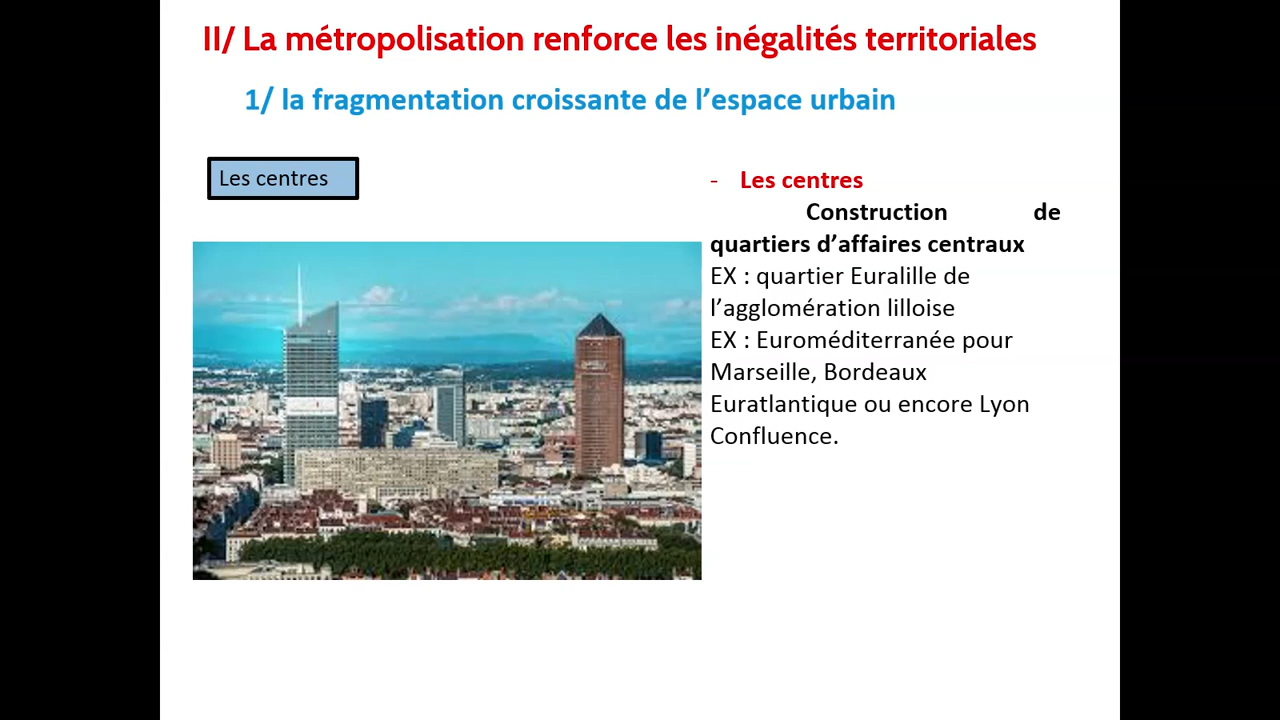 II/ La métropolisation renforce les inégalités territoriales
1/ la fragmentation croissante de l’espace urbain
Les centres
- Les centres
Construction de
quartiers d’affaires centraux
EX : quartier Euralille de
l’agglomération lilloise
EX : Euroméditerranée pour
Marseille, Bordeaux
Euratlantique ou encore Lyon
Confluence.